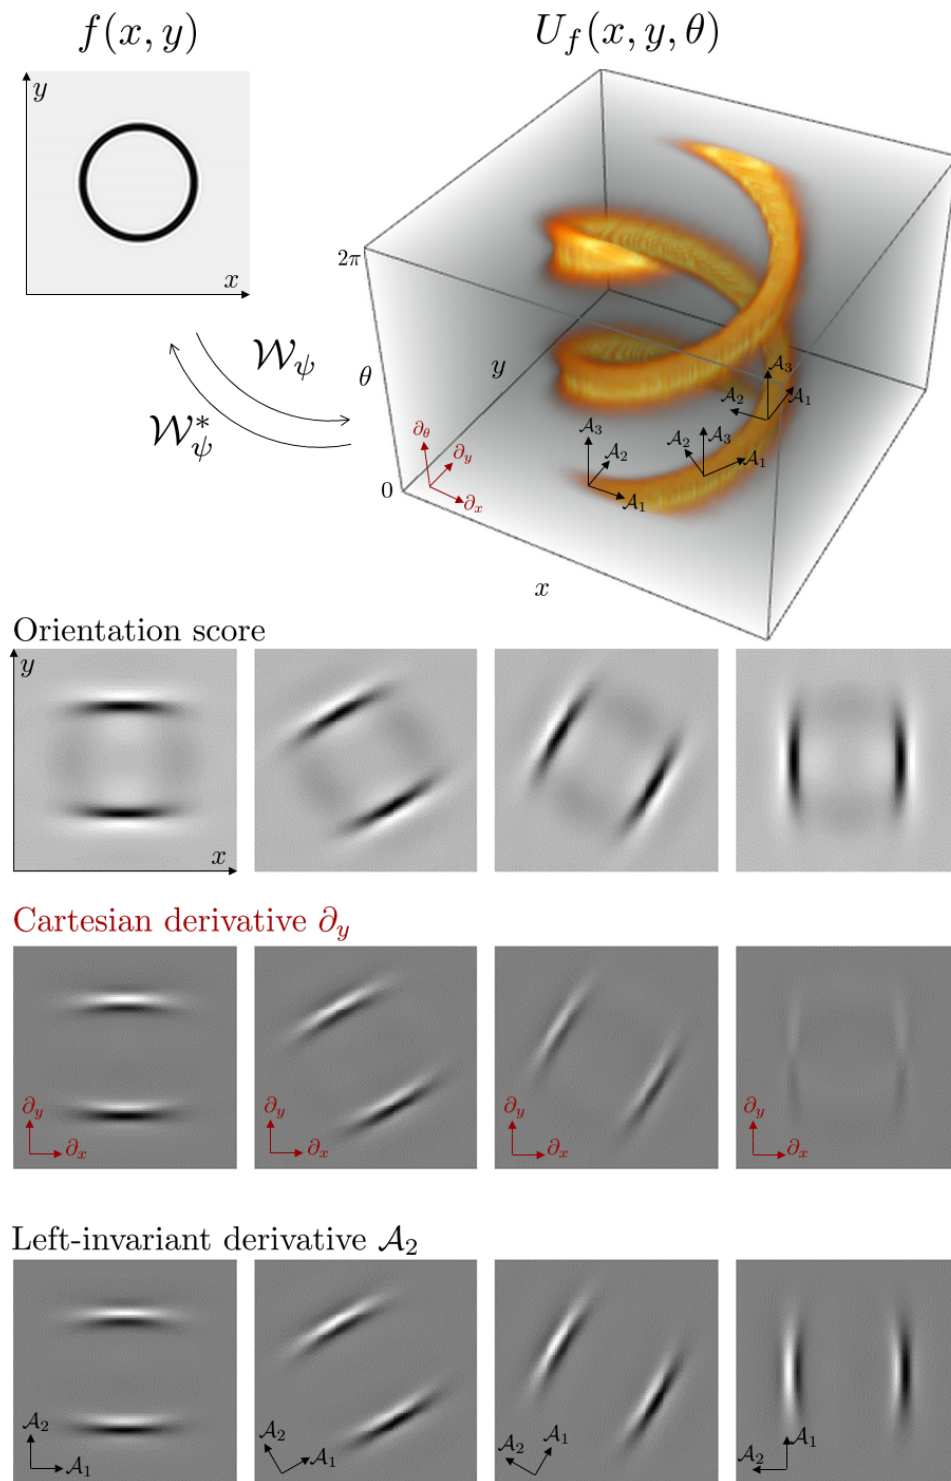 f(x, y)
U_f(x, y, θ)
y
x
2π
θ
y
0
x
∂_θ
∂_y
∂_x
A_3
A_2
A_1
A_3
A_2
A_1
A_3
A_2
A_1
W_ψ
W*_ψ
Orientation score
y
x
Cartesian derivative ∂_y
∂_y ∂_y ∂_y ∂_y
∂_x ∂_x ∂_x ∂_x
Left-invariant derivative A_2
A_2
A_1
A_2
A_1
A_2
A_1
A_2
A_1